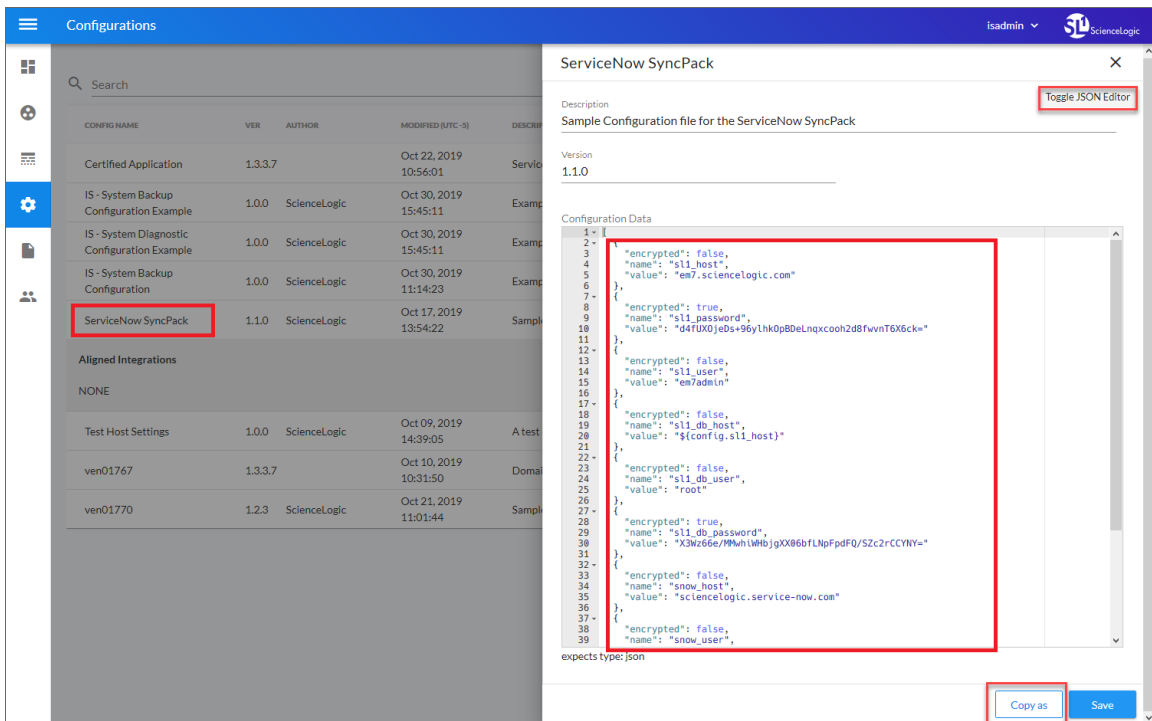 Configurations
isadmin
SL1 ScienceLogic
Search
CONFIG NAME VER AUTHOR MODIFIED (UTC -5) DESCRIP
Certified Application 1.3.3.7 Oct 22, 2019 10:56:01 Service
IS - System Backup Configuration Example 1.0.0 ScienceLogic Oct 30, 2019 15:45:11 Examp
IS - System Diagnostic Configuration Example 1.0.0 ScienceLogic Oct 30, 2019 15:45:11 Examp
IS - System Backup Configuration 1.0.0 ScienceLogic Oct 30, 2019 11:14:23 Examp
ServiceNow SyncPack 1.1.0 ScienceLogic Oct 17, 2019 13:54:22 Sample
Aligned Integrations
NONE
Test Host Settings 1.0.0 ScienceLogic Oct 09, 2019 14:39:05 A test
ven01767 1.3.3.7 Oct 10, 2019 10:31:50 Domai
ven01770 1.2.3 ScienceLogic Oct 21, 2019 11:01:44 Sample
ServiceNow SyncPack
Toggle JSON Editor
Description
Sample Configuration file for the ServiceNow SyncPack
Version
1.1.0
Configuration Data
1 [
2 {
3 "encrypted": false,
4 "name": "sl1_host",
5 "value": "em7.sciencelogic.com"
6 },
7 {
8 "encrypted": true,
9 "name": "sl1_password",
10 "value": "d4fUXOjeDs+96ylhkOpBDeLnqxcooh2d8fwvnT6X6ck="
11 },
12 {
13 "encrypted": false,
14 "name": "sl1_user",
15 "value": "em7admin"
16 },
17 {
18 "encrypted": false,
19 "name": "sl1_db_host",
20 "value": "${config.sl1_host}"
21 },
22 {
23 "encrypted": false,
24 "name": "sl1_db_user",
25 "value": "root"
26 },
27 {
28 "encrypted": true,
29 "name": "sl1_db_password",
30 "value": "X3Wz66e/MMwhiWHbjgXX06bfLNpFpdFQ/SZc2rCCYNY="
31 },
32 {
33 "encrypted": false,
34 "name": "snow_host",
35 "value": "sciencelogic.service-now.com"
36 },
37 {
38 "encrypted": false,
39 "name": "snow_user",
expects type: json
Copy as
Save